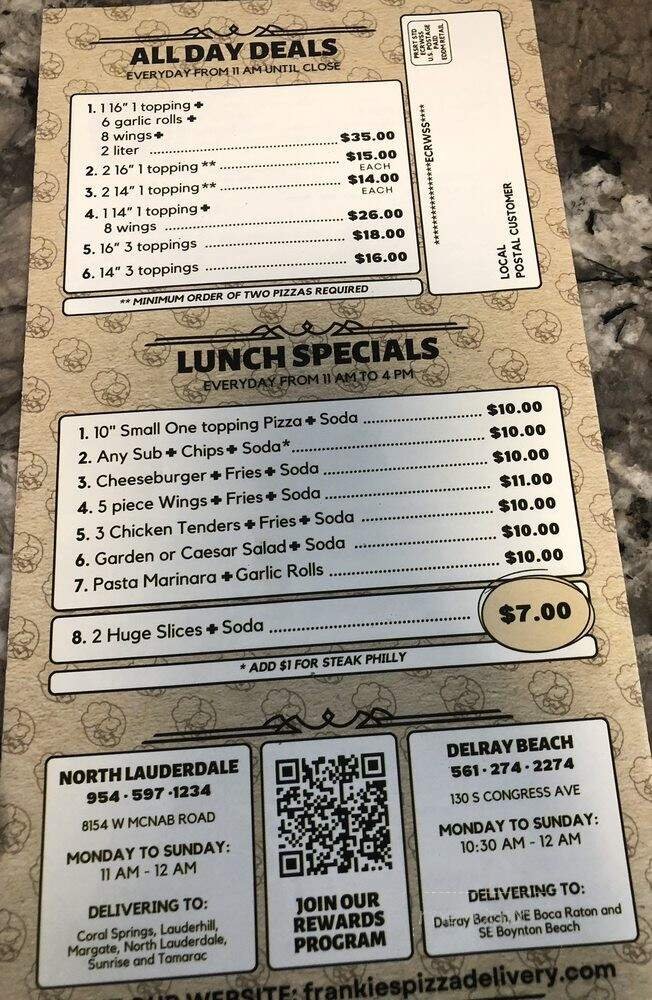 ALL DAY DEALS
EVERYDAY FROM 11 AM UNTIL CLOSE
1. 1 16" 1 topping +
6 garlic rolls +
8 wings +
2 liter ........ $35.00
2. 2 16" 1 topping ** ........ $15.00
EACH
3. 2 14" 1 topping ** ........ $14.00
EACH
4. 1 14" 1 topping +
8 wings ........ $26.00
5. 16" 3 toppings ........ $18.00
6. 14" 3 toppings ........ $16.00
** MINIMUM ORDER OF TWO PIZZAS REQUIRED
PRSRT STD
ECRWSS
U.S. POSTAGE
PAID
EDDM RETAIL
****************ECRWSS****
LOCAL
POSTAL CUSTOMER
LUNCH SPECIALS
EVERYDAY FROM 11 AM TO 4 PM
1. 10" Small One topping Pizza + Soda ........ $10.00
2. Any Sub + Chips + Soda* ........ $10.00
3. Cheeseburger + Fries + Soda ........ $10.00
4. 5 piece Wings + Fries + Soda ........ $11.00
5. 3 Chicken Tenders + Fries + Soda ........ $10.00
6. Garden or Caesar Salad + Soda ........ $10.00
7. Pasta Marinara + Garlic Rolls ........ $10.00
8. 2 Huge Slices + Soda ........ $7.00
* ADD $1 FOR STEAK PHILLY
NORTH LAUDERDALE
954 · 597 · 1234
8154 W MCNAB ROAD
MONDAY TO SUNDAY:
11 AM - 12 AM
DELIVERING TO:
Coral Springs, Lauderhill,
Margate, North Lauderdale,
Sunrise and Tamarac
JOIN OUR
REWARDS
PROGRAM
DELRAY BEACH
561 · 274 · 2274
130 S CONGRESS AVE
MONDAY TO SUNDAY:
10:30 AM - 12 AM
DELIVERING TO:
Delray Beach, NE Boca Raton and
SE Boynton Beach
OUR WEBSITE: frankiespizzadelivery.com